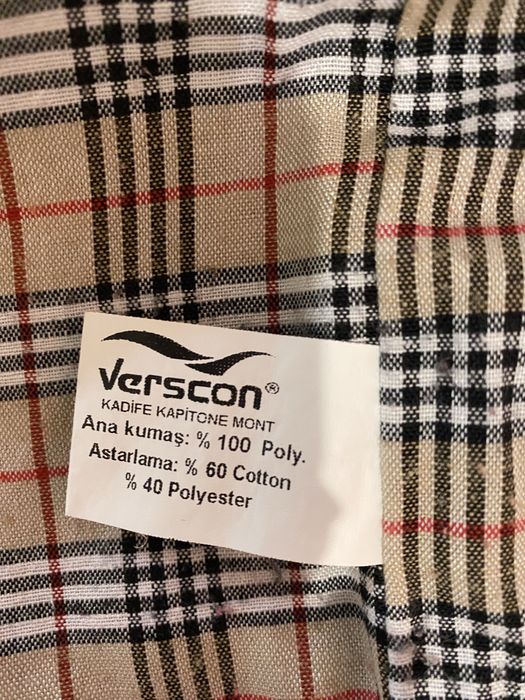 Verscon®
KADİFE KAPİTONE MONT
Ana kumaş: % 100 Poly.
Astarlama: % 60 Cotton
% 40 Polyester